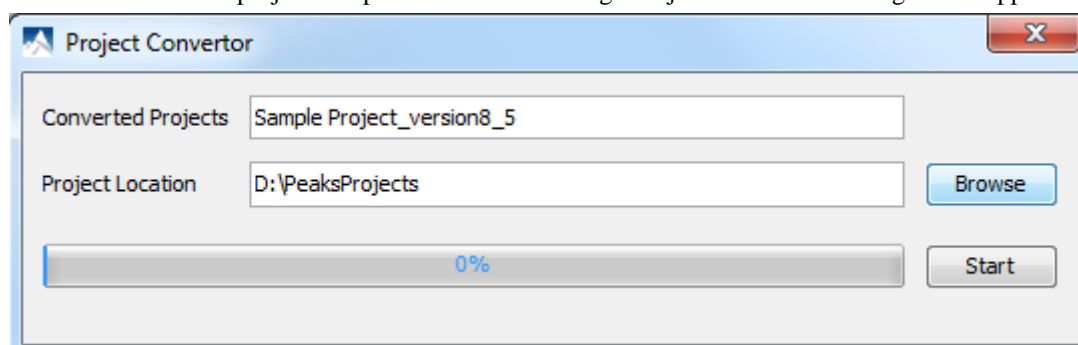 Project Convertor
Converted Projects Sample Project_version8_5
Project Location D:\PeaksProjects Browse
0% Start